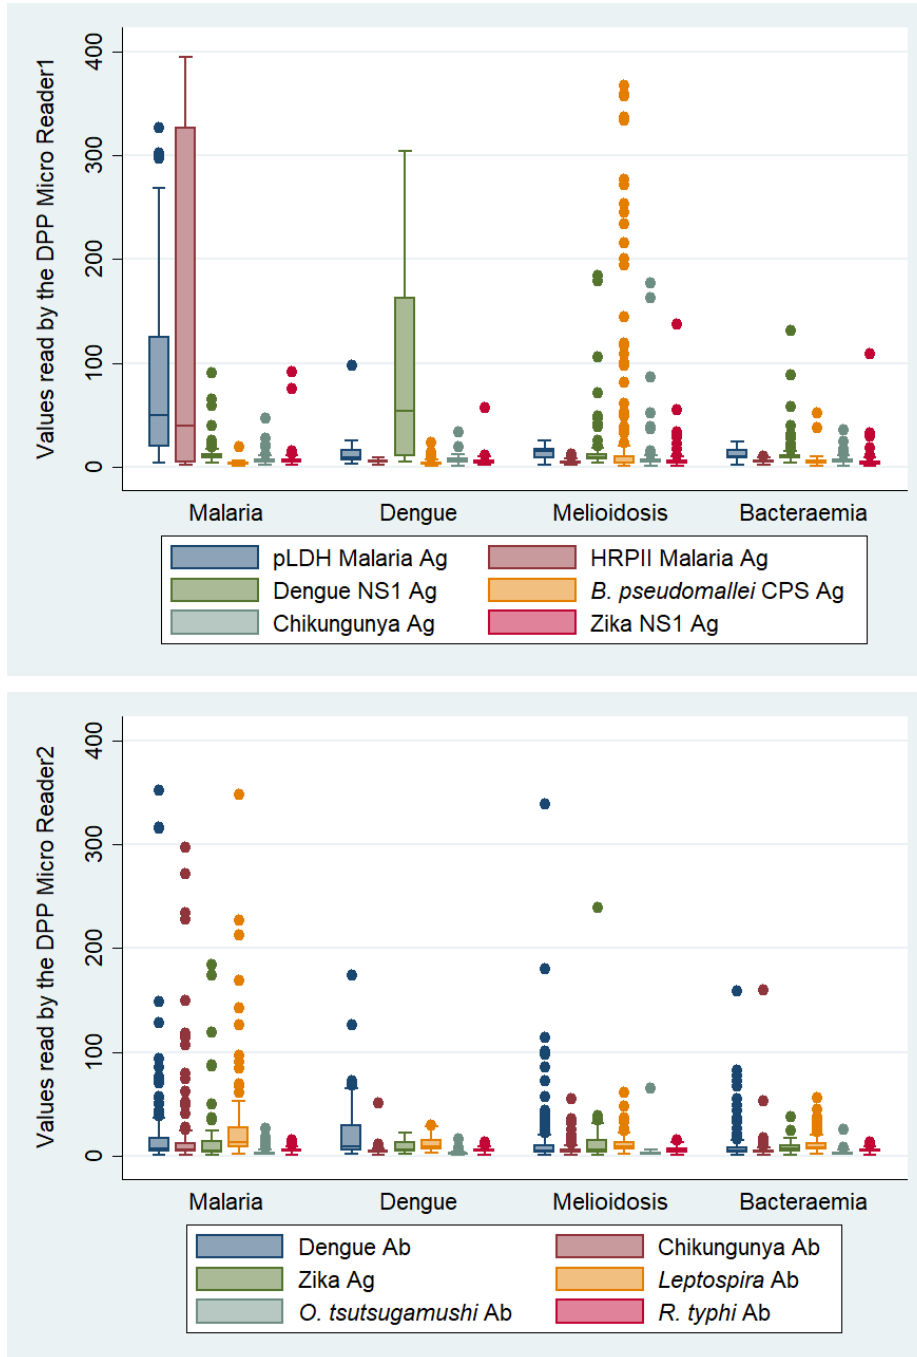 Values read by the DPP Micro Reader1
400
300
200
100
0
Malaria Dengue Melioidosis Bacteraemia
pLDH Malaria Ag HRPII Malaria Ag
Dengue NS1 Ag B. pseudomallei CPS Ag
Chikungunya Ag Zika NS1 Ag
Values read by the DPP Micro Reader2
400
300
200
100
0
Malaria Dengue Melioidosis Bacteraemia
Dengue Ab Chikungunya Ab
Zika Ag Leptospira Ab
O. tsutsugamushi Ab R. typhi Ab